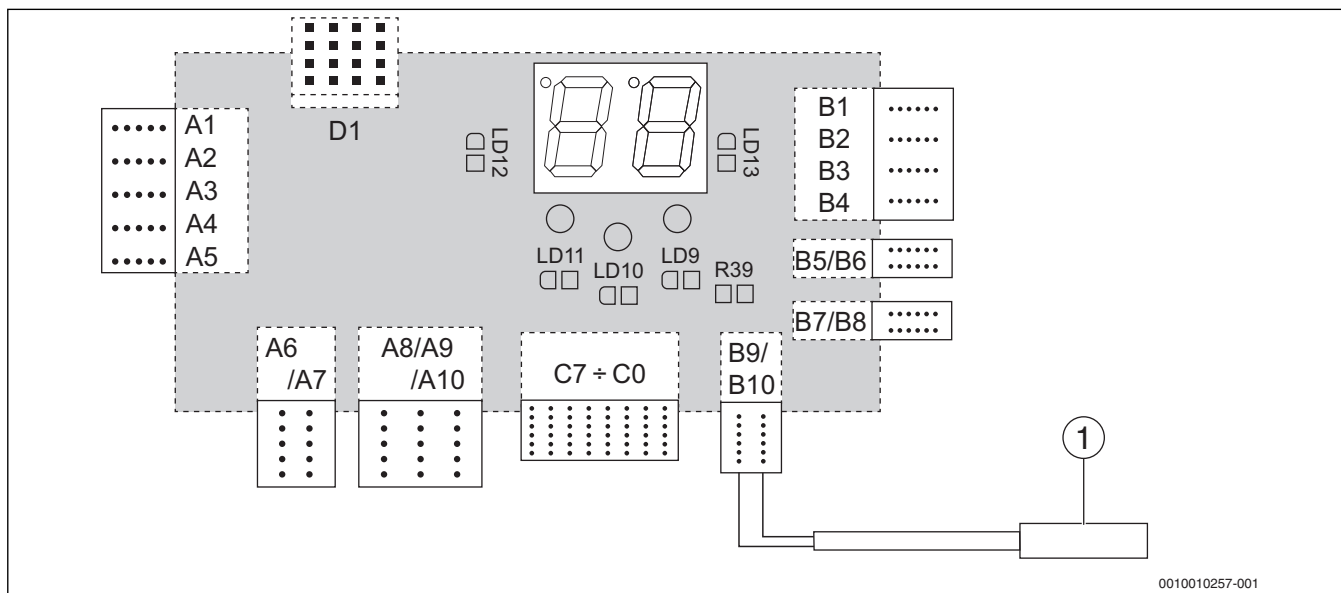 D1
A1
A2
A3
A4
A5
LD12
LD13
B1
B2
B3
B4
LD11
LD10
LD9
R39
B5/B6
B7/B8
A6
/A7
A8/A9
/A10
C7 ÷ C0
B9/
B10
1
0010010257-001